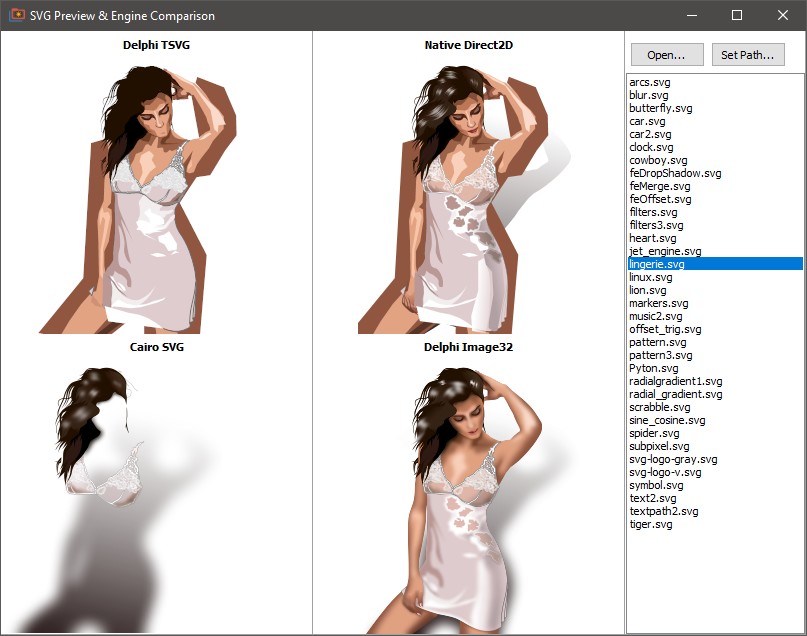 SVG Preview & Engine Comparison
Delphi TSVG
Native Direct2D
Cairo SVG
Delphi Image32
Open... Set Path...
arcs.svg
blur.svg
butterfly.svg
car.svg
car2.svg
clock.svg
cowboy.svg
feDropShadow.svg
feMerge.svg
feOffset.svg
filters.svg
filters3.svg
heart.svg
jet_engine.svg
lingerie.svg
linux.svg
lion.svg
markers.svg
music2.svg
offset_trig.svg
pattern.svg
pattern3.svg
Pyton.svg
radialgradient1.svg
radial_gradient.svg
scrabble.svg
sine_cosine.svg
spider.svg
subpixel.svg
svg-logo-gray.svg
svg-logo-v.svg
symbol.svg
text2.svg
textpath2.svg
tiger.svg